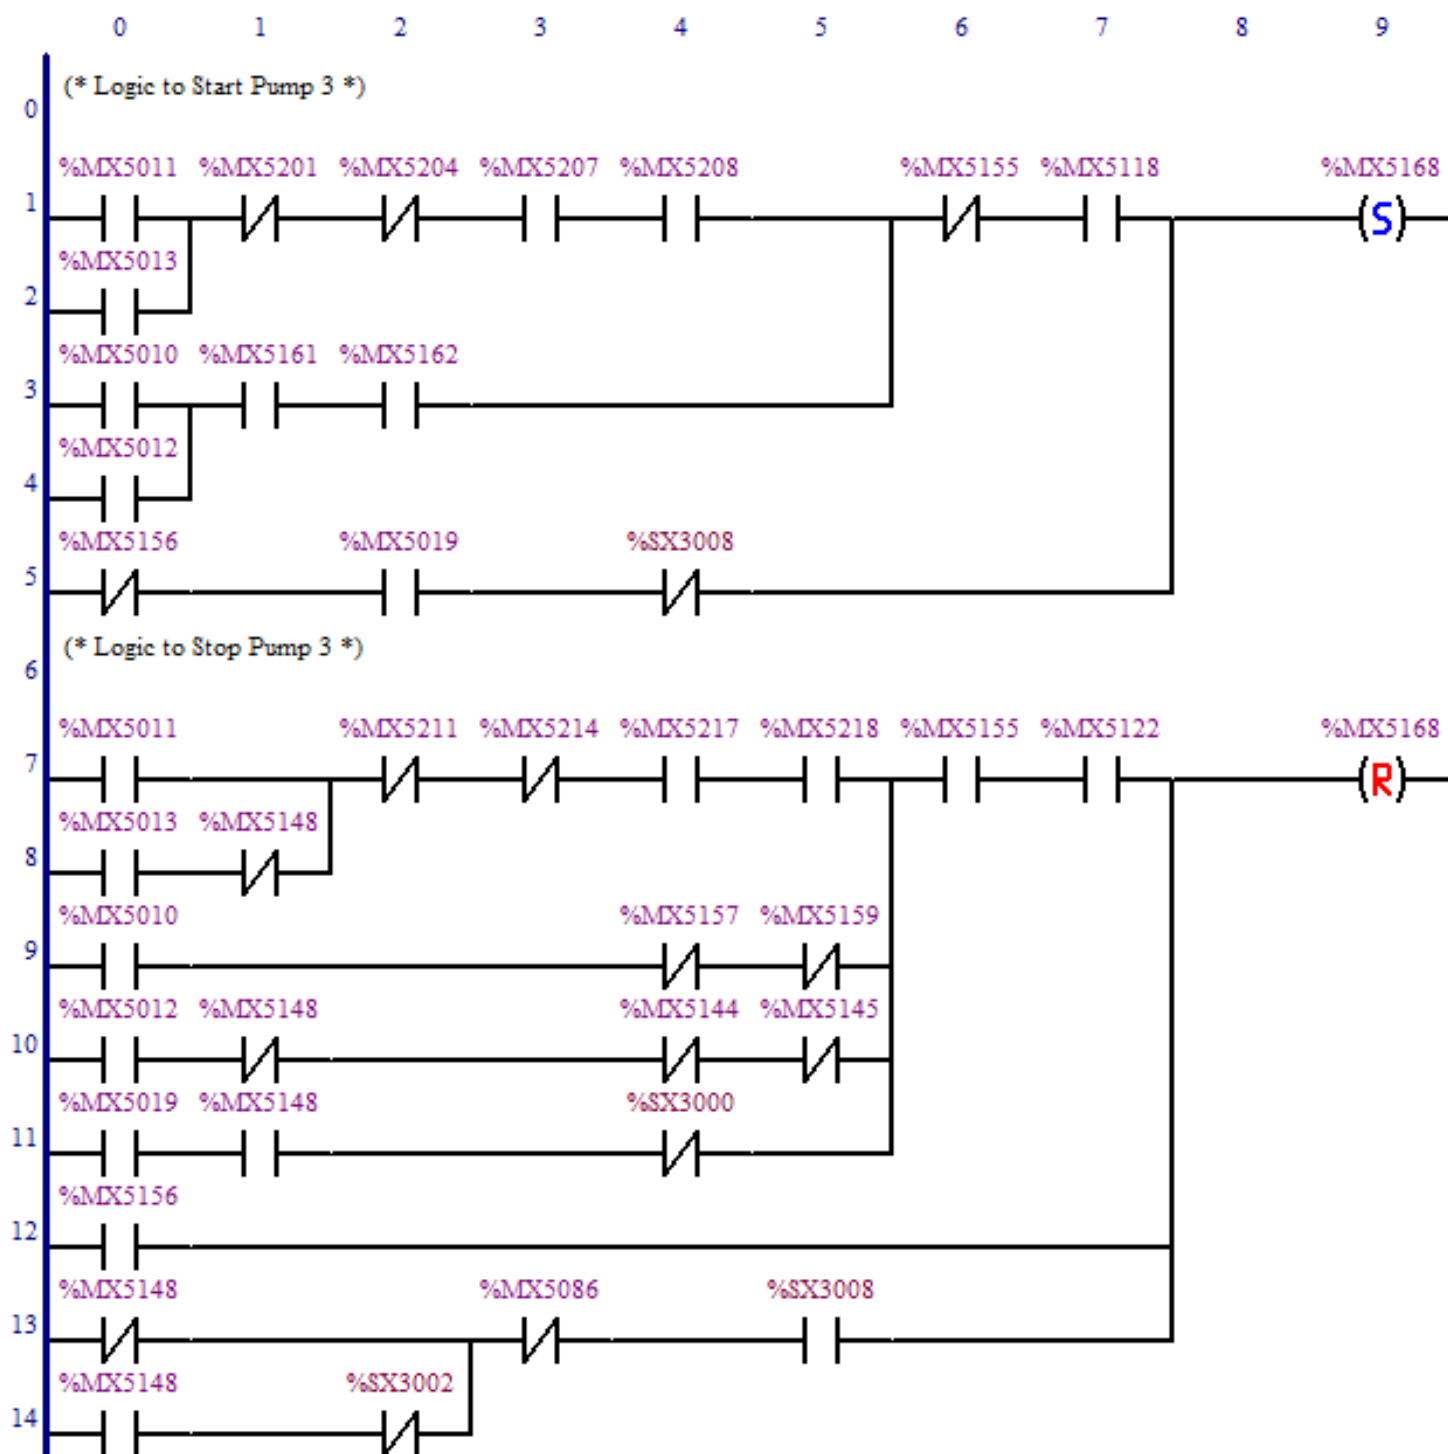 0 1 2 3 4 5 6 7 8 9
(* Logic to Start Pump 3 *)
0
%MX5011 %MX5201 %MX5204 %MX5207 %MX5208 %MX5155 %MX5118 %MX5168
1 (S)
%MX5013
2
%MX5010 %MX5161 %MX5162
3
%MX5012
4
%MX5156 %MX5019 %SX3008
5
(* Logic to Stop Pump 3 *)
6
%MX5011 %MX5211 %MX5214 %MX5217 %MX5218 %MX5155 %MX5122 %MX5168
7 (R)
%MX5013 %MX5148
8
%MX5010 %MX5157 %MX5159
9
%MX5012 %MX5148 %MX5144 %MX5145
10
%MX5019 %MX5148 %SX3000
11
%MX5156
12
%MX5148 %MX5086 %SX3008
13
%MX5148 %SX3002
14